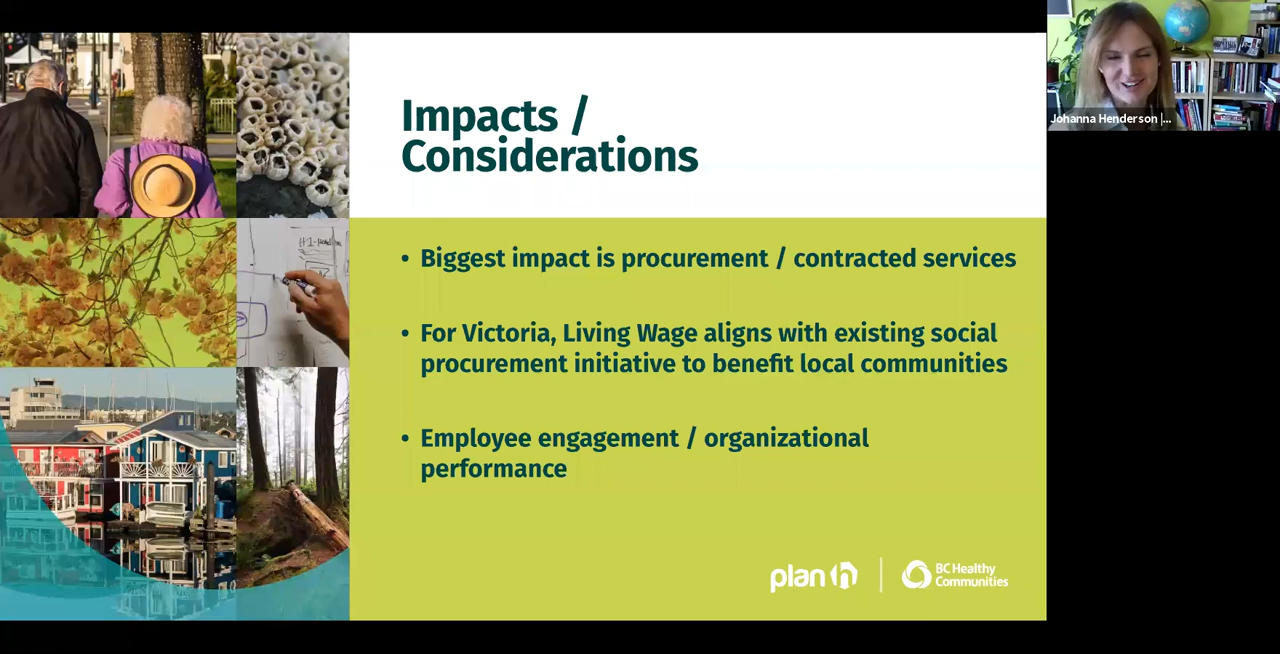 Impacts /
Considerations
• Biggest impact is procurement / contracted services
• For Victoria, Living Wage aligns with existing social
procurement initiative to benefit local communities
• Employee engagement / organizational
performance
plan h
BC Healthy
Communities
Johanna Henderson |...